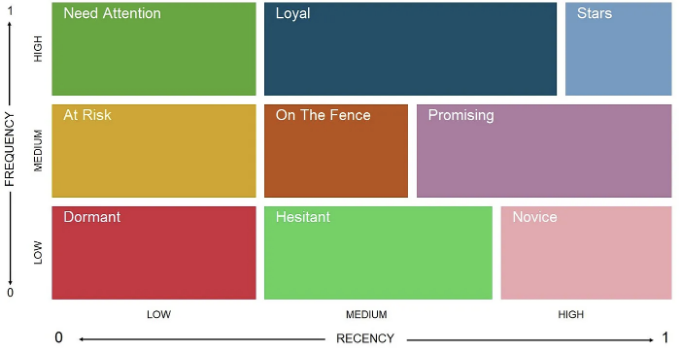 1
HIGH
Need Attention
Loyal
Stars
FREQUENCY
MEDIUM
At Risk
On The Fence
Promising
LOW
Dormant
Hesitant
Novice
0
LOW
MEDIUM
HIGH
0
RECENCY
1